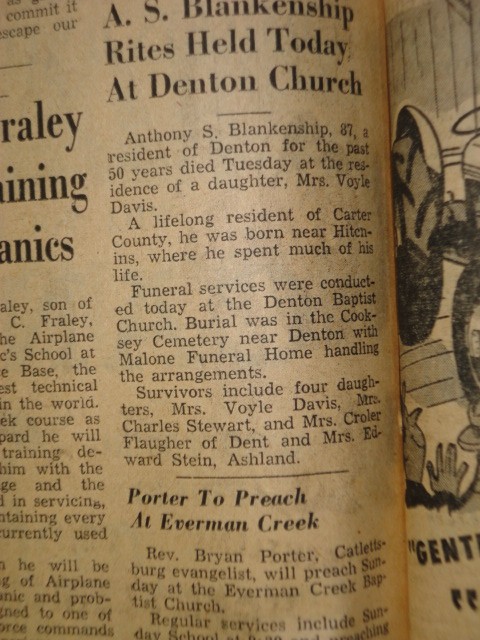 commit it
escape our
raley
aining
anics
aley, son of
C. Fraley,
he Airplane
c's School at
e Base, the
est technical
in the world.
ek course as
pard he will
training de-
him with the
ge and the
d in servicing,
ntaining every
currently used
n he will be
g of Airplane
anic and prob-
gned to one of
orce commands
A. S. Blankenship
Rites Held Today
At Denton Church
Anthony S. Blankenship, 87, a
resident of Denton for the past
50 years died Tuesday at the res-
idence of a daughter, Mrs. Voyle
Davis.
A lifelong resident of Carter
County, he was born near Hitch-
ins, where he spent much of his
life.
Funeral services were conduct-
ed today at the Denton Baptist
Church. Burial was in the Cook-
sey Cemetery near Denton with
Malone Funeral Home handling
the arrangements.
Survivors include four daugh-
ters, Mrs. Voyle Davis, Mrs.
Charles Stewart, and Mrs. Croler
Flaugher of Dent and Mrs. Ed-
ward Stein, Ashland.
Porter To Preach
At Everman Creek
Rev. Bryan Porter, Catletts-
burg evangelist, will preach Sun-
day at the Everman Creek Bap-
tist Church.
Regular services include Sun-
day School at
preaching
"GENTL